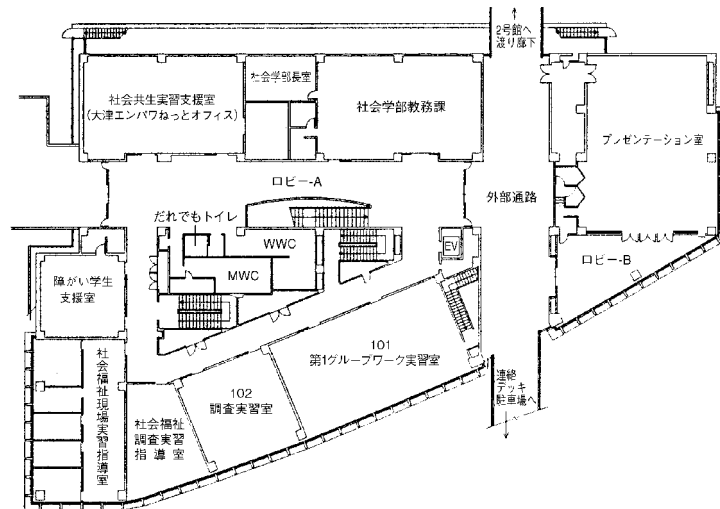 2号館へ
渡り廊下
社会学部長室
社会共生実習支援室
(大津エンパワねっとオフィス)
社会学部教務課
プレゼンテーション室
ロビー-A
外部通路
だれでもトイレ
WWC
EV
MWC
ロビー-B
障がい学生
支援室
101
第1グループワーク実習室
社会福祉現場実習指導室
102
調査実習室
連絡
デッキ
駐車場へ
社会福祉
調査実習
指導室